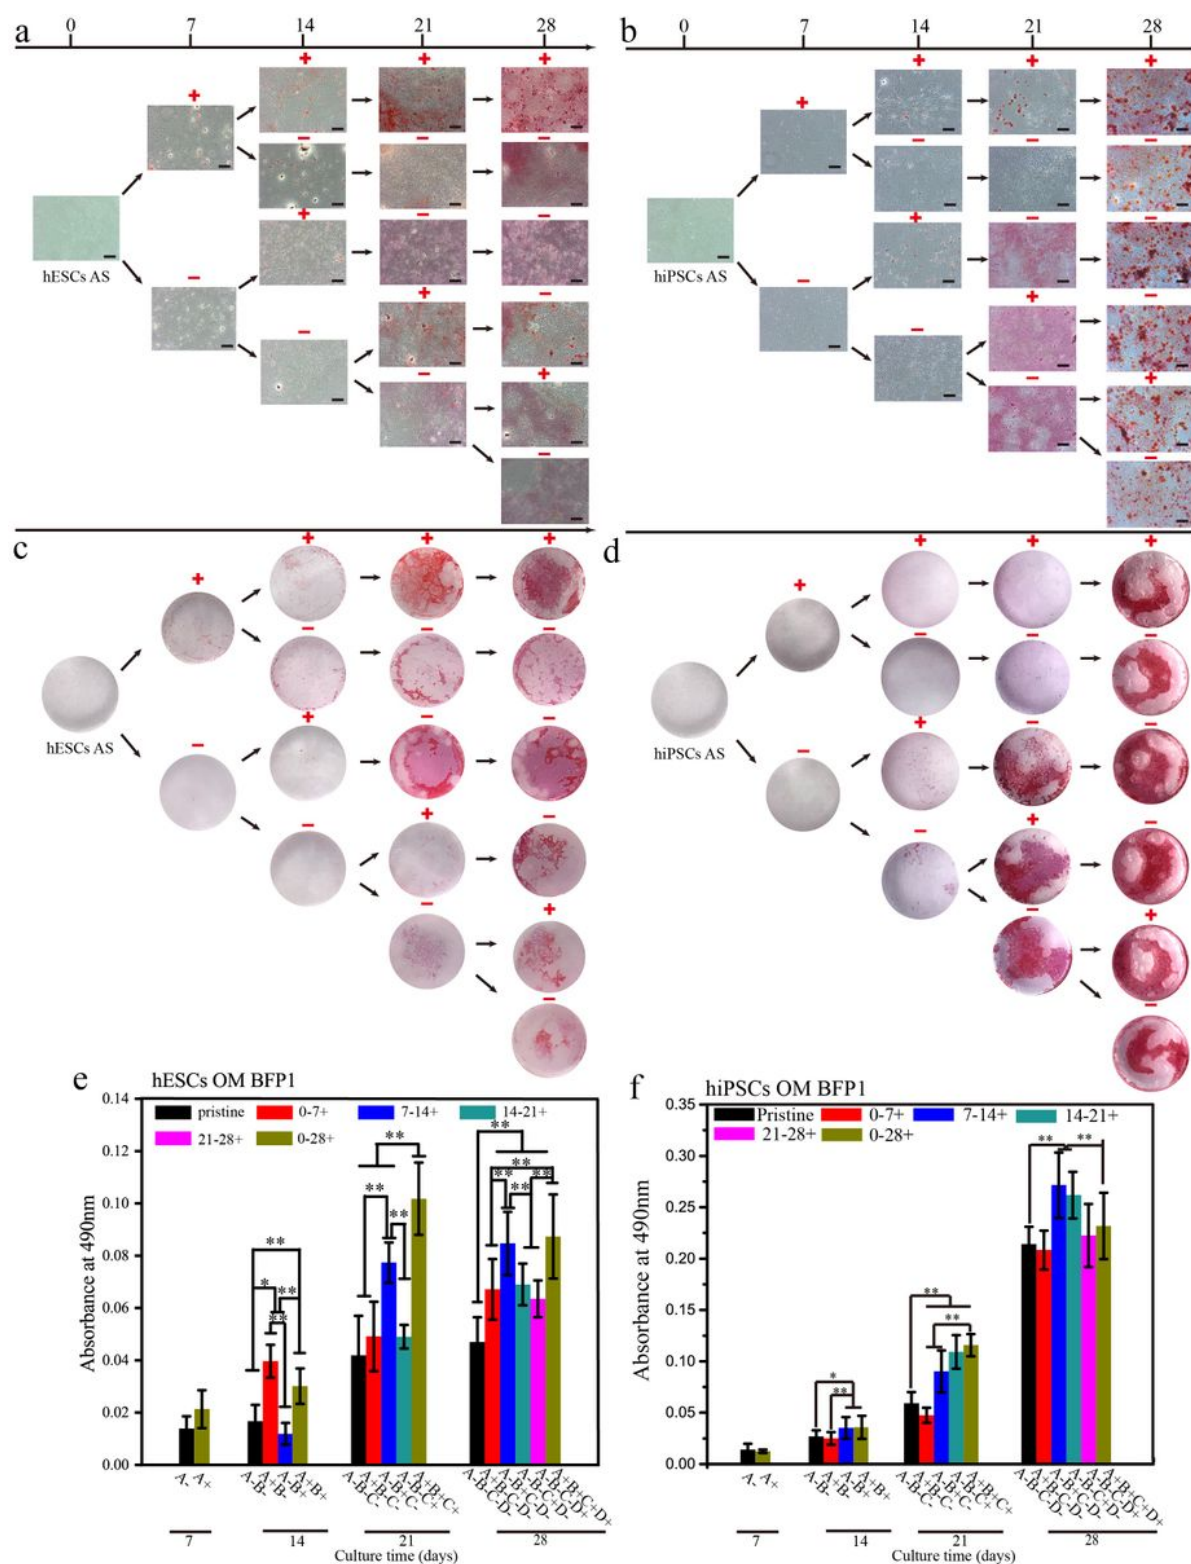 a
0 7 14 21 28
+ + +
+
− − −
hESCs AS
+ − −
−
+ −
−
− +
−
b
0 7 14 21 28
+ + +
+
− − −
hiPSCs AS
+ − −
−
+ −
−
− +
−
c
+ + +
+
− − −
hESCs AS
+ − −
−
+ −
−
− +
−
d
+ + +
+
− − −
hiPSCs AS
+ − −
−
+ −
−
− +
−
e hESCs OM BFP1
pristine 0-7+ 7-14+ 14-21+
21-28+ 0-28+
Absorbance at 490nm
0.14
0.12
0.10
0.08
0.06
0.04
0.02
0.00
** * ** **
** ** **
** ** ** ** **
A- A+
A-B- A+B- A-B+ A+B+
A-B-C- A+B-C- A-B+C- A-B-C+ A+B+C+
A-B-C-D- A+B-C-D- A-B+C-D- A-B-C+D- A-B-C-D+ A+B+C+D+
7 14 21 28
Culture time (days)
f hiPSCs OM BFP1
Pristine 0-7+ 7-14+ 14-21+
21-28+ 0-28+
Absorbance at 490nm
0.35
0.30
0.25
0.20
0.15
0.10
0.05
0.00
* **
** **
** **
A- A+
A-B- A+B- A-B+ A+B+
A-B-C- A+B-C- A-B+C- A-B-C+ A+B+C+
A-B-C-D- A+B-C-D- A-B+C-D- A-B-C+D- A-B-C-D+ A+B+C+D+
7 14 21 28
Culture time (days)